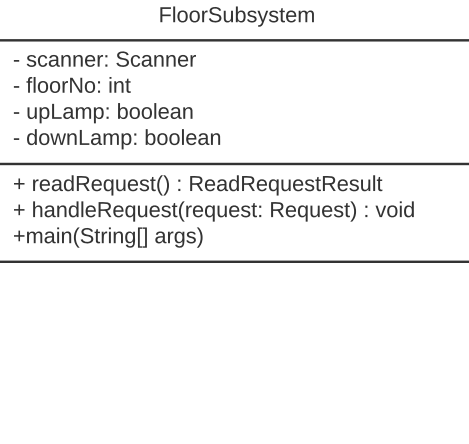 FloorSubsystem
- scanner: Scanner
- floorNo: int
- upLamp: boolean
- downLamp: boolean
+ readRequest() : ReadRequestResult
+ handleRequest(request: Request) : void
+main(String[] args)